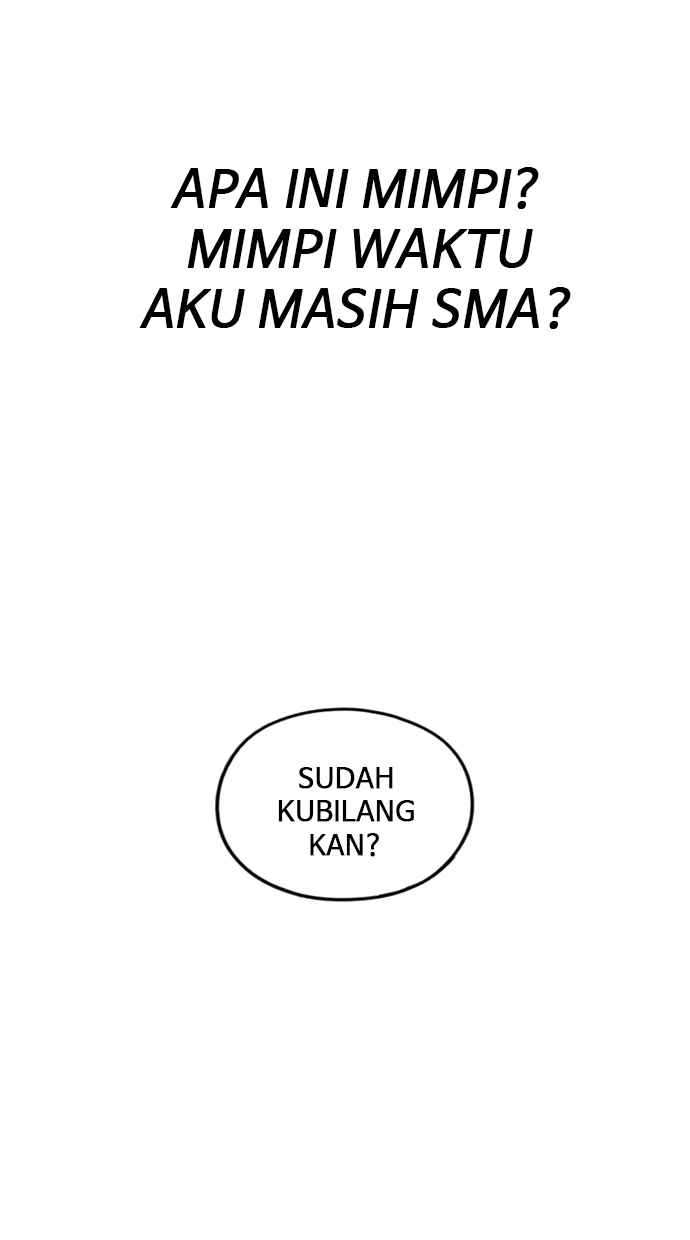 APA INI MIMPI?
MIMPI WAKTU
AKU MASIH SMA?
SUDAH
KUBILANG
KAN?